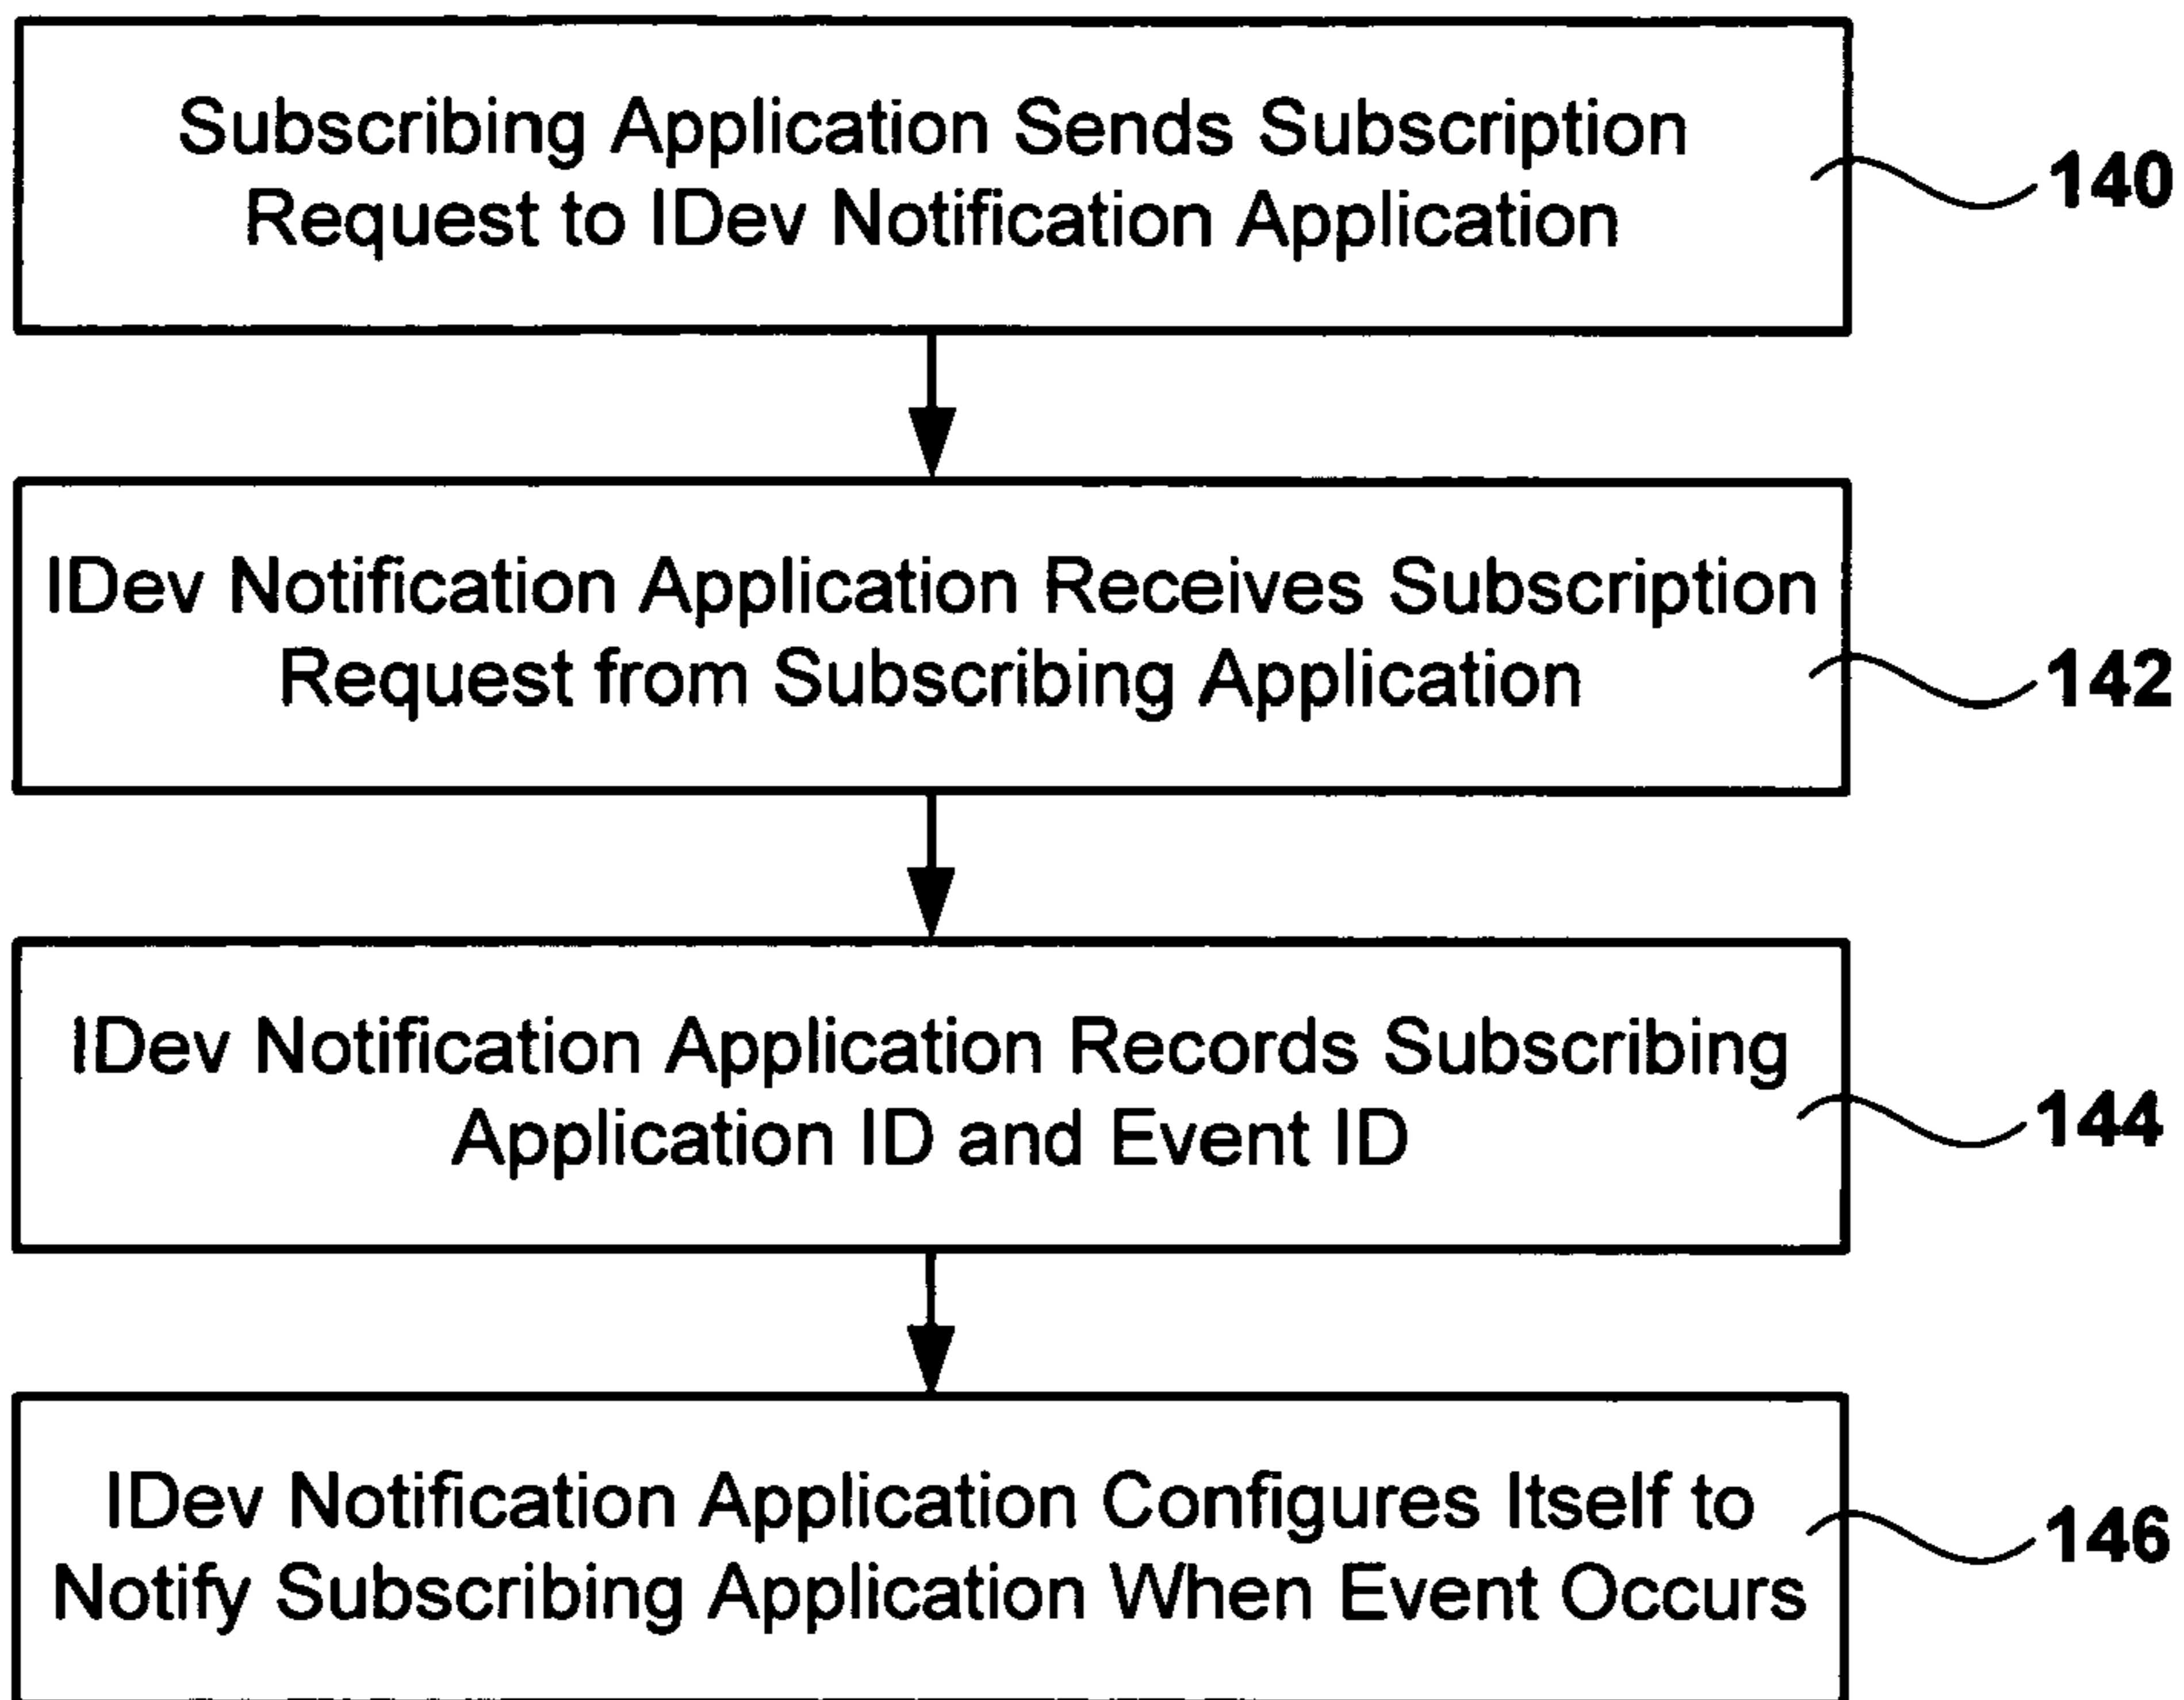 Subscribing Application Sends Subscription
Request to IDev Notification Application
140
IDev Notification Application Receives Subscription
Request from Subscribing Application
142
IDev Notification Application Records Subscribing
Application ID and Event ID
144
IDev Notification Application Configures Itself to
Notify Subscribing Application When Event Occurs
146